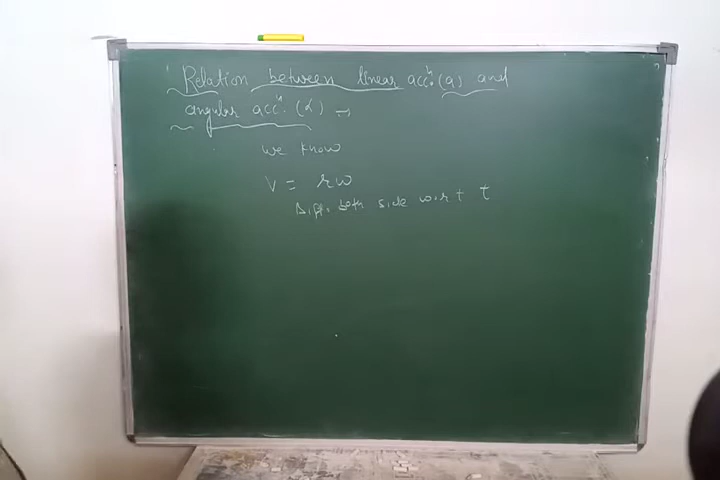 Relation between linear accⁿ. (a) and
angular accⁿ. (α) →
we know
v = rω
Diff. both side w.r.t t